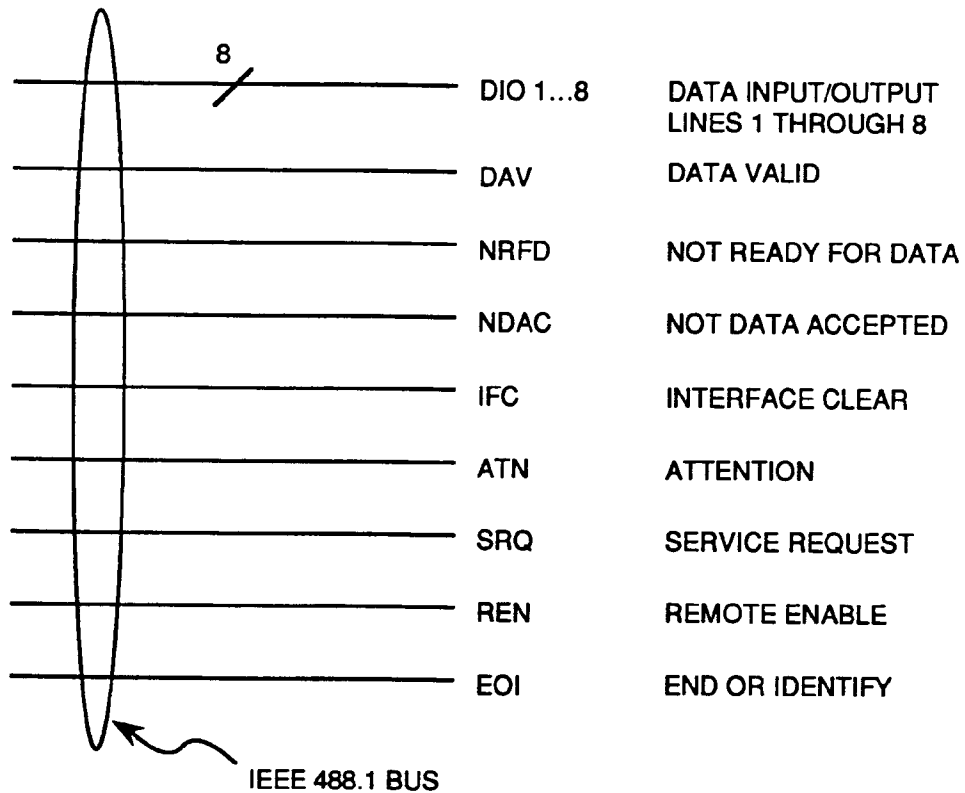 8
DIO 1...8 DATA INPUT/OUTPUT
LINES 1 THROUGH 8
DAV DATA VALID
NRFD NOT READY FOR DATA
NDAC NOT DATA ACCEPTED
IFC INTERFACE CLEAR
ATN ATTENTION
SRQ SERVICE REQUEST
REN REMOTE ENABLE
EOI END OR IDENTIFY
IEEE 488.1 BUS